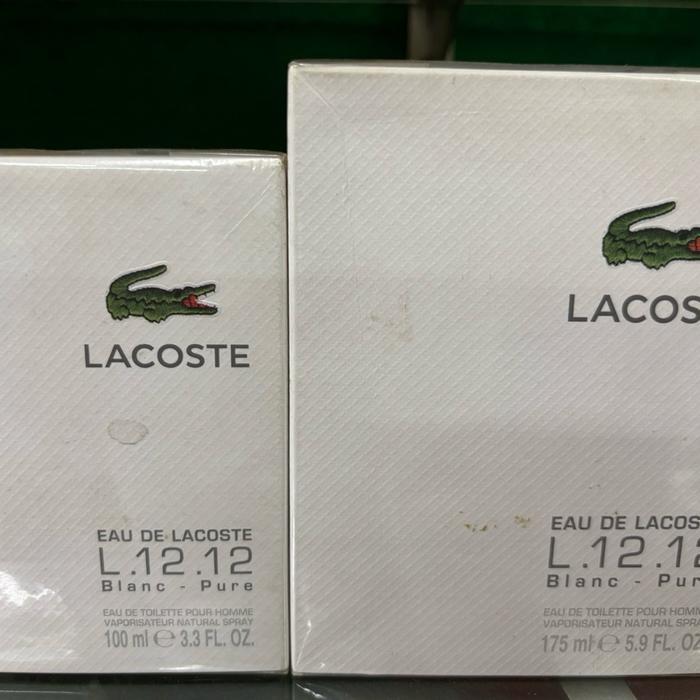 LACOSTE
EAU DE LACOSTE
L.12.12
Blanc - Pure
EAU DE TOILETTE POUR HOMME
VAPORISATEUR NATURAL SPRAY
100 ml ℮ 3.3 FL. OZ.
LACOS
EAU DE LACOS
L.12.12
Blanc - Pur
EAU DE TOILETTE POUR HOMM
VAPORISATEUR NATURAL SPRA
175 ml ℮ 5.9 FL. OZ